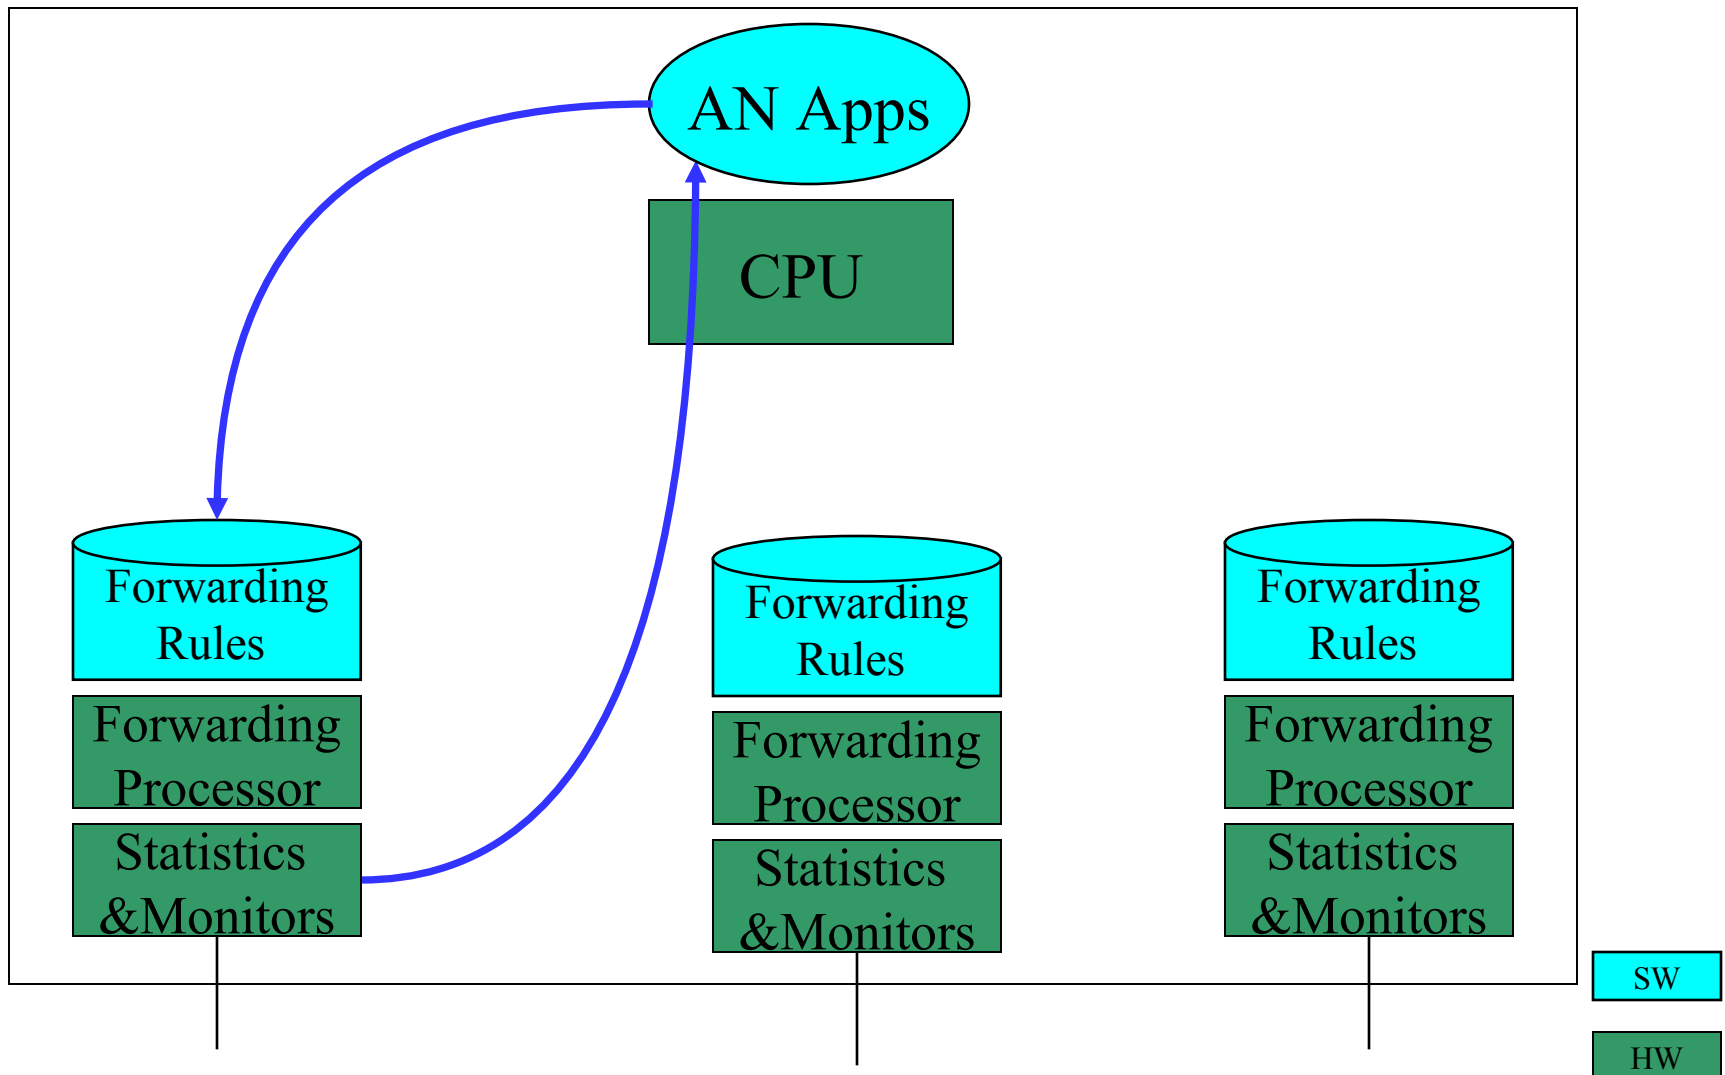 AN Apps
CPU
Forwarding
Rules
Forwarding
Processor
Statistics
&Monitors
Forwarding
Rules
Forwarding
Processor
Statistics
&Monitors
Forwarding
Rules
Forwarding
Processor
Statistics
&Monitors
SW
HW